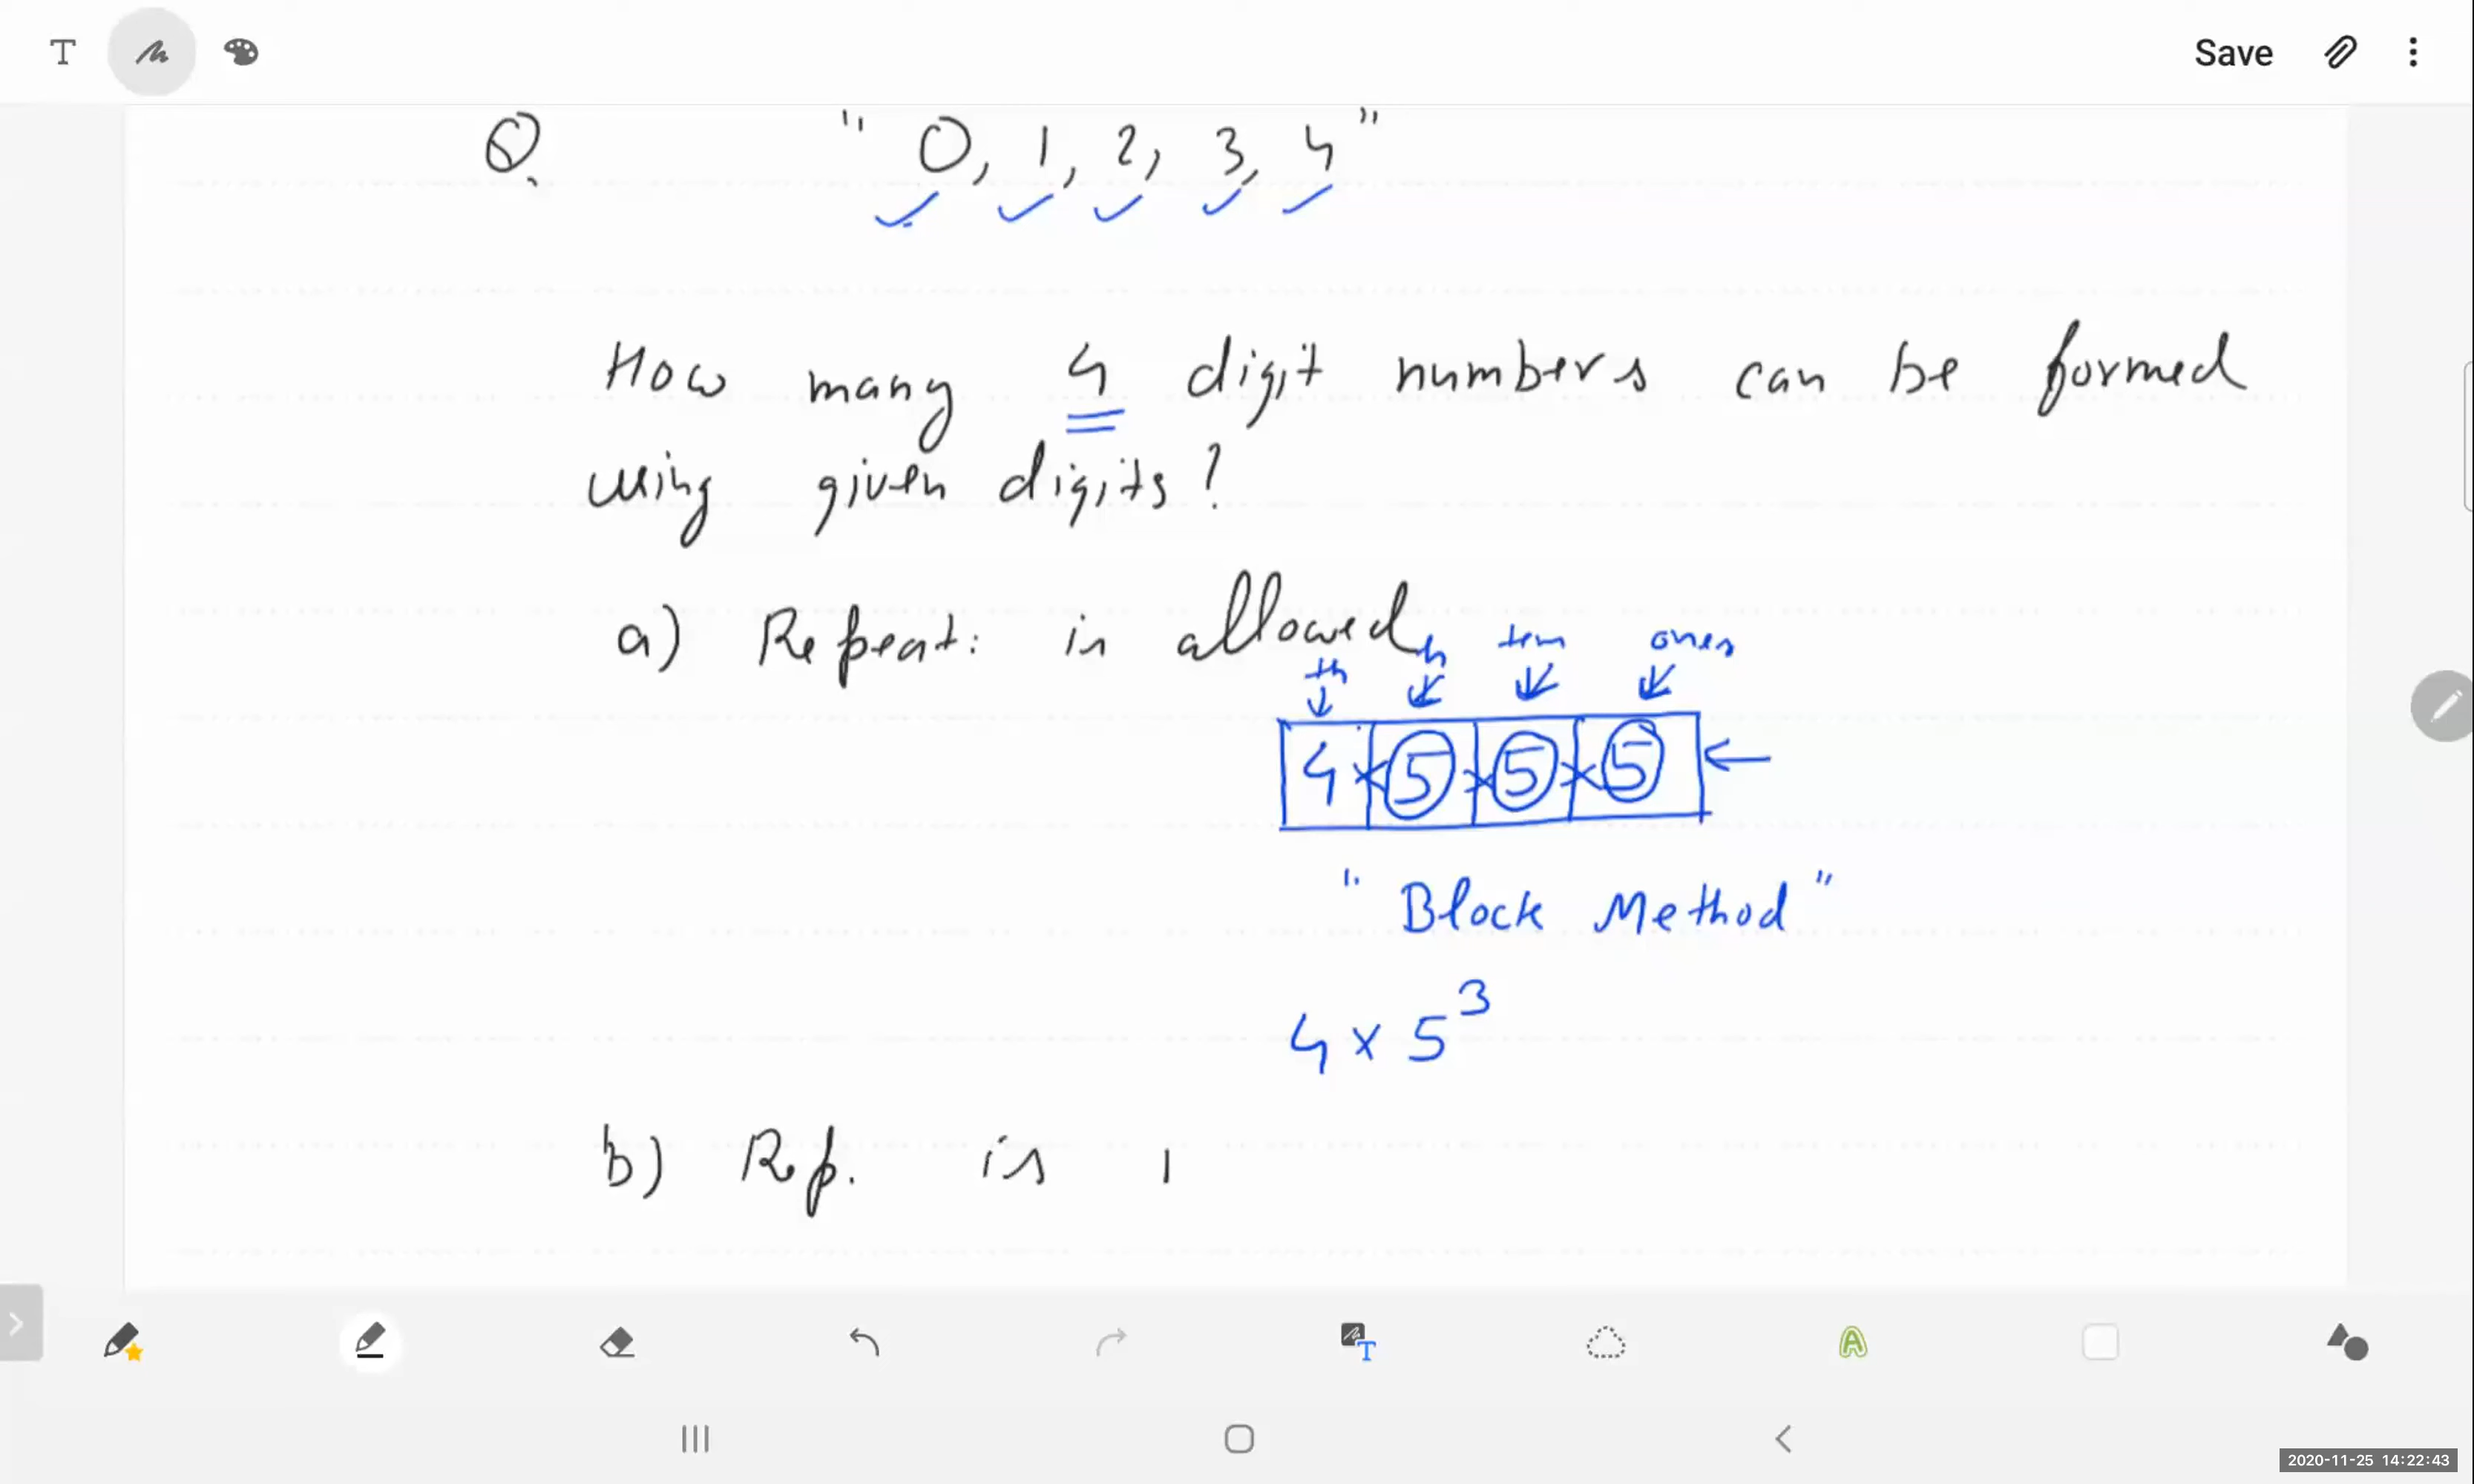 T Save
Q. " 0, 1, 2, 3, 4 "
How many 4 digit numbers can be formed
using given digits?
a) Repeat: is allowed
th h tens ones
4 × 5 × 5 × 5
" Block Method "
4 × 5³
b) Rep. is
T A
2020-11-25 14:22:43